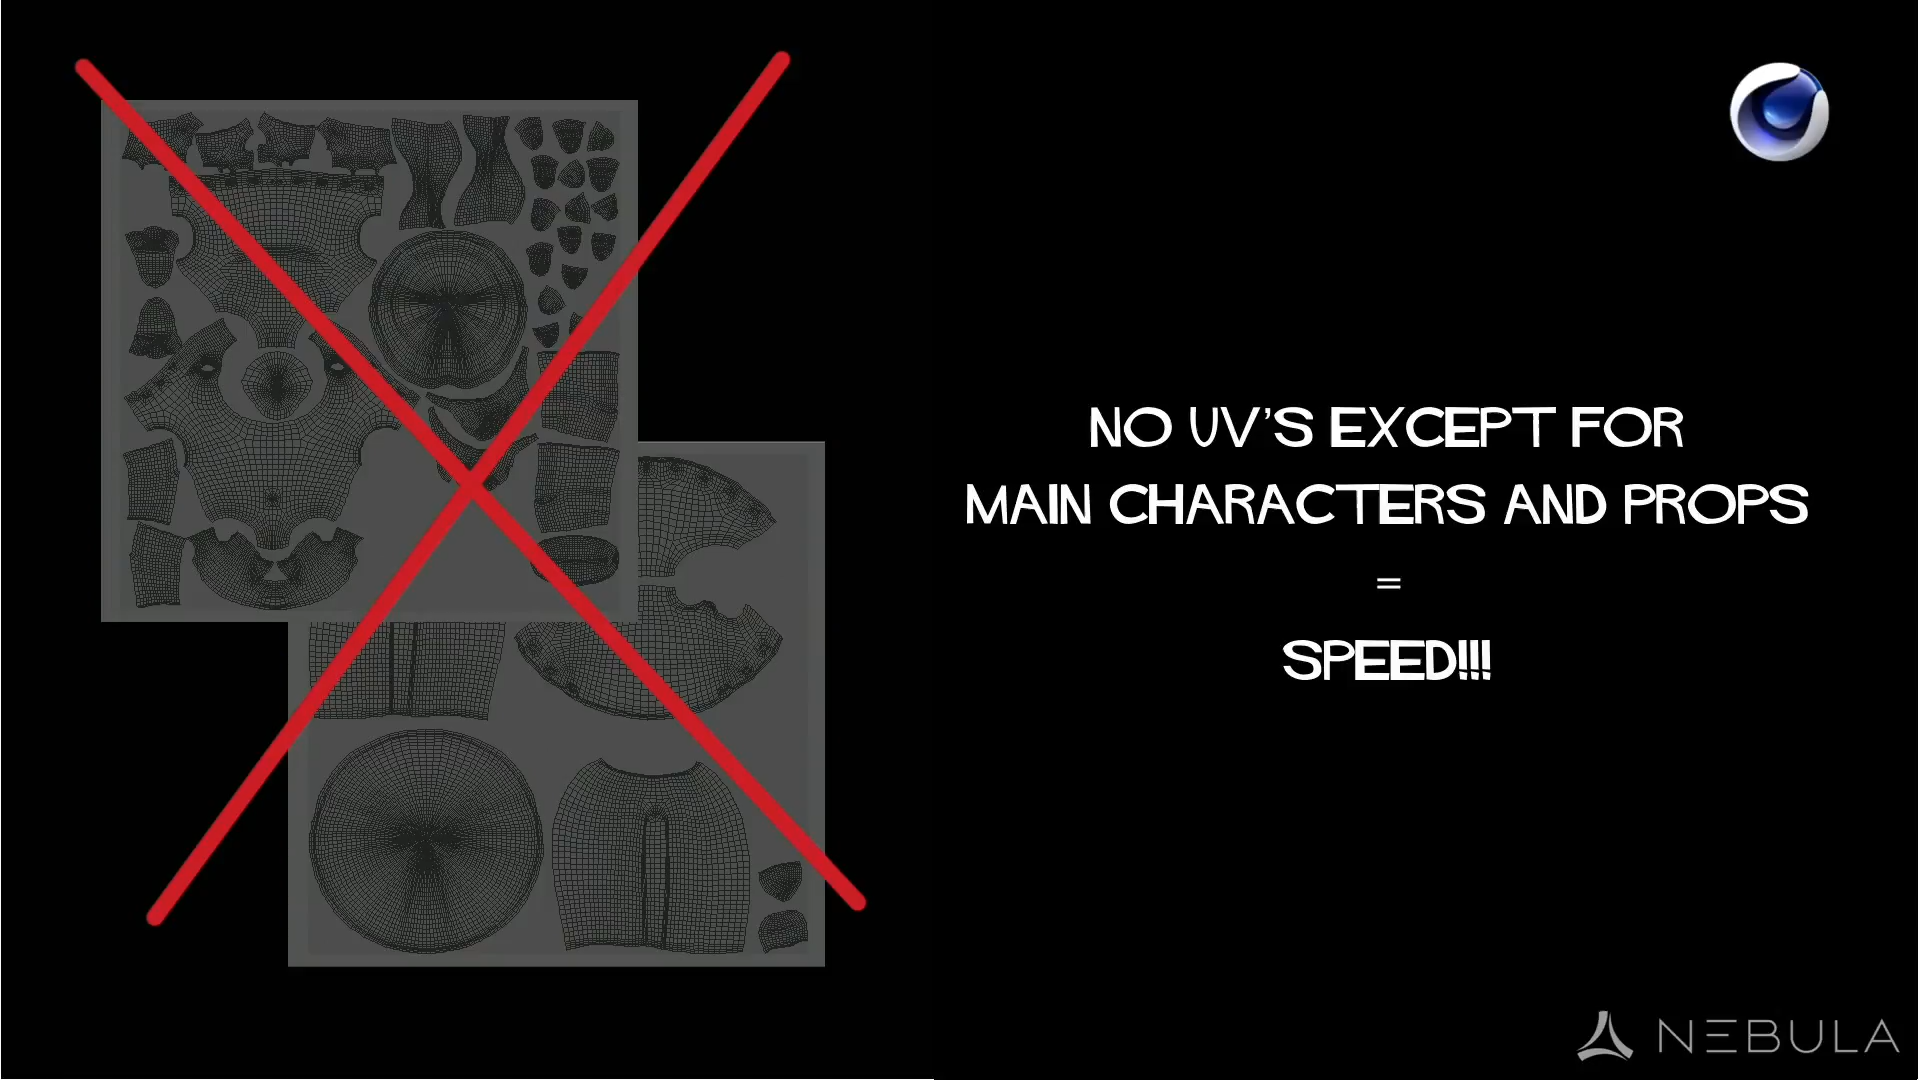 NO UV’S EXCEPT FOR
MAIN CHARACTERS AND PROPS
=
SPEED!!!
NEBULA